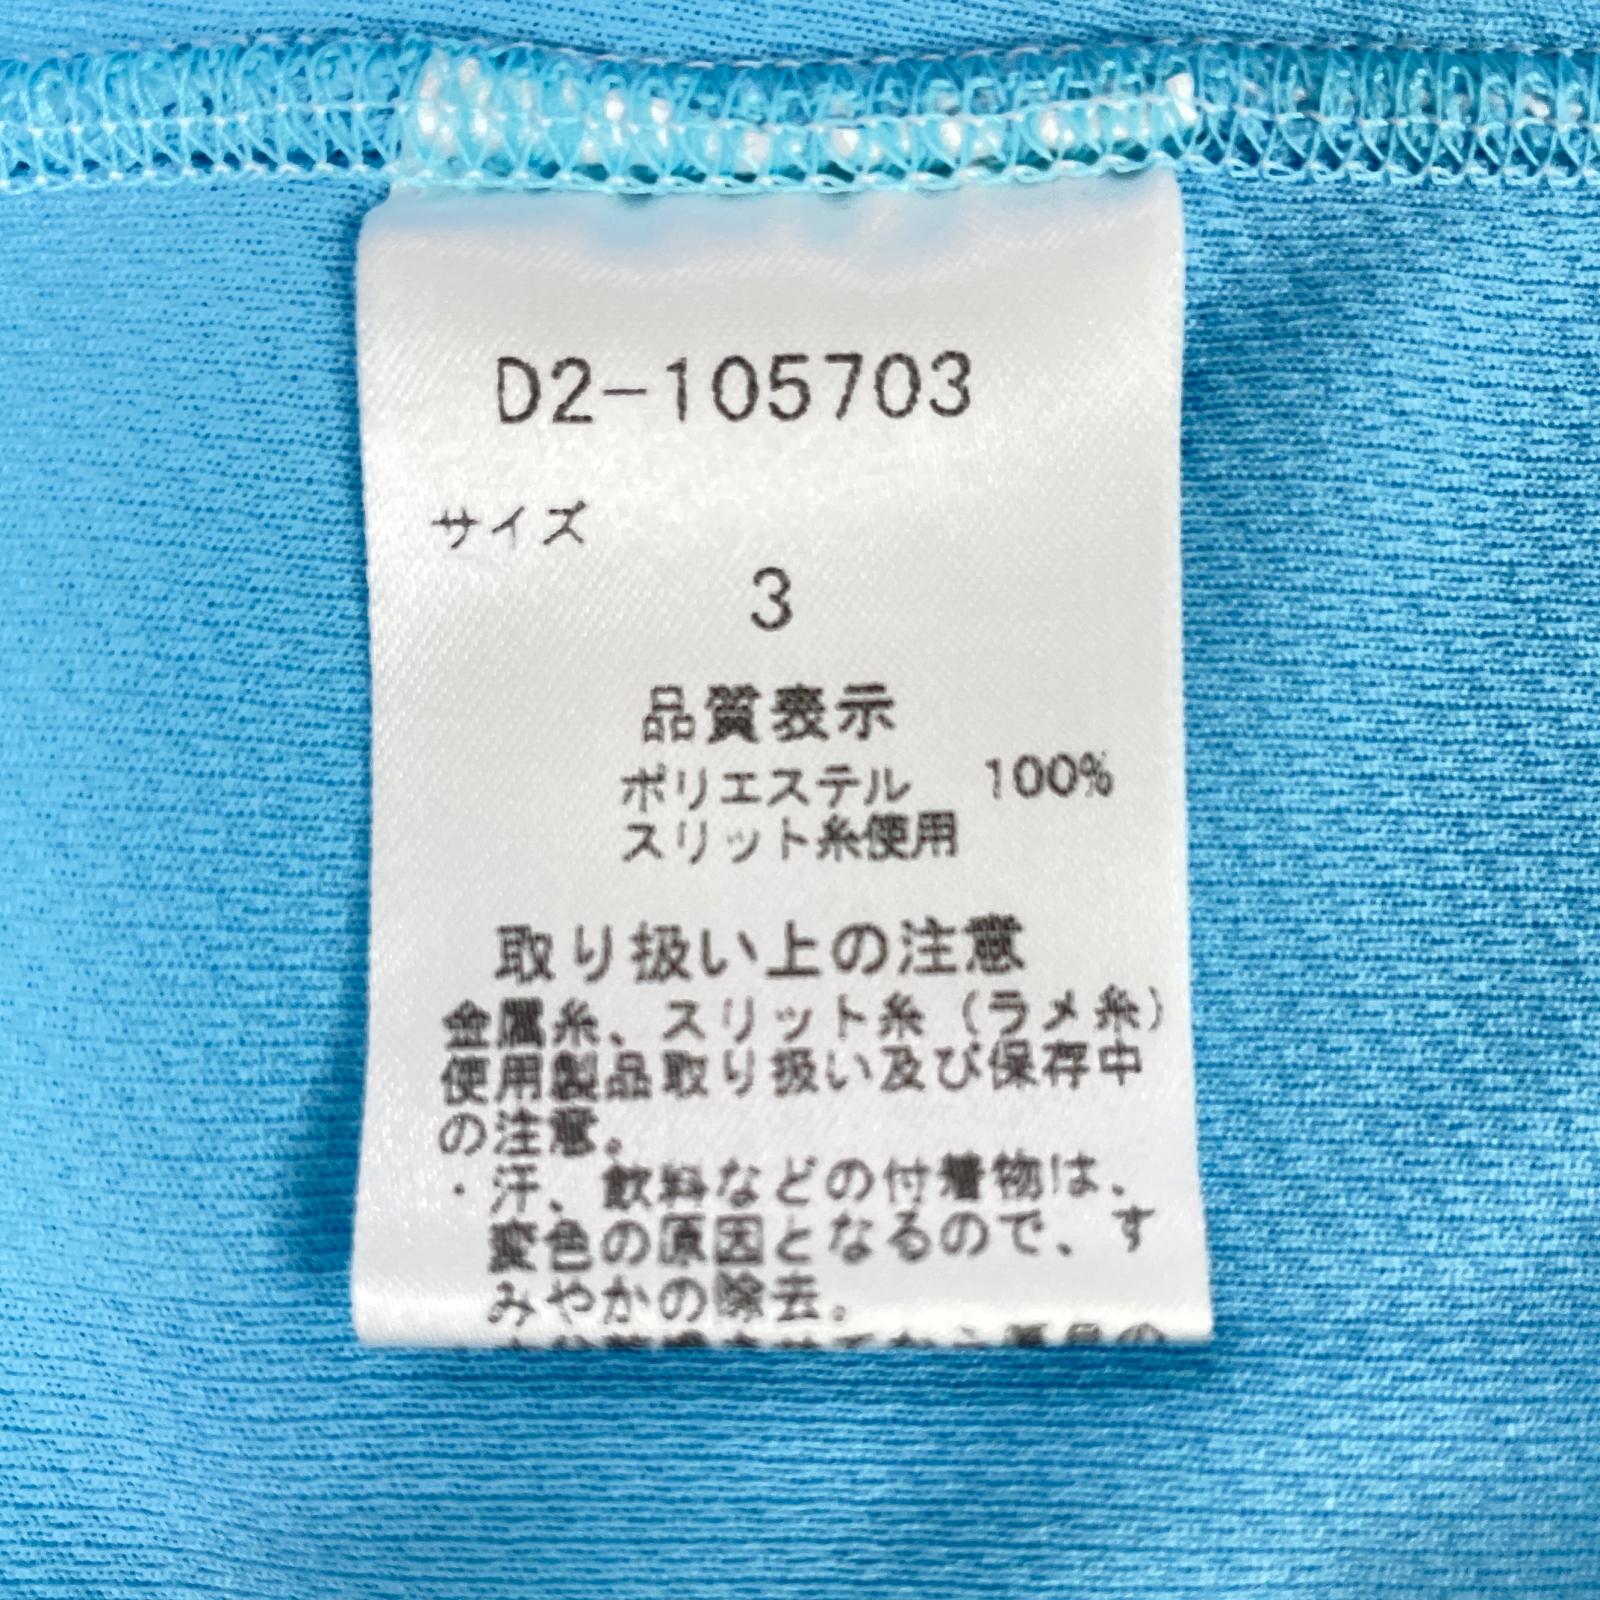 D2-105703
サイズ
3
品質表示
ポリエステル 100%
スリット糸使用
取り扱い上の注意
金属糸、スリット糸（ラメ糸）
使用製品取り扱い及び保存中
の注意。
・汗、飲料などの付着物は、
変色の原因となるので、す
みやかの除去。